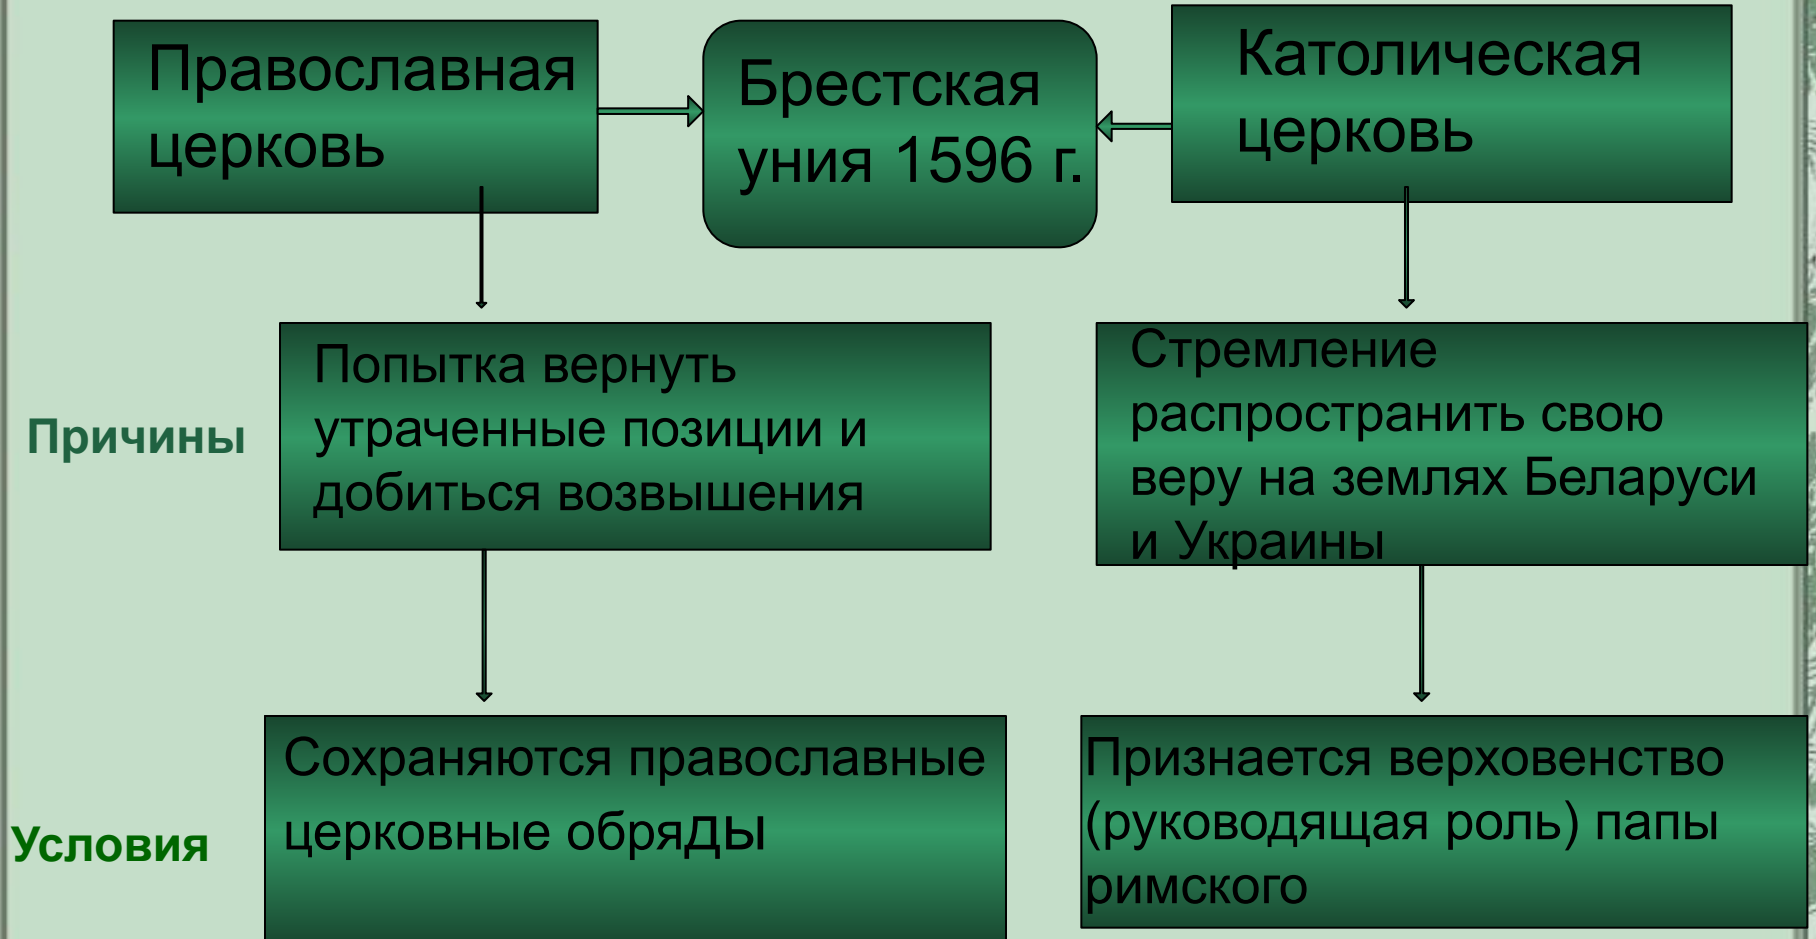 Православная
церковь
Брестская
уния 1596 г.
Католическая
церковь
Причины
Попытка вернуть
утраченные позиции и
добиться возвышения
Стремление
распространить свою
веру на землях Беларуси
и Украины
Условия
Сохраняются православные
церковные обряды
Признается верховенство
(руководящая роль) папы
римского